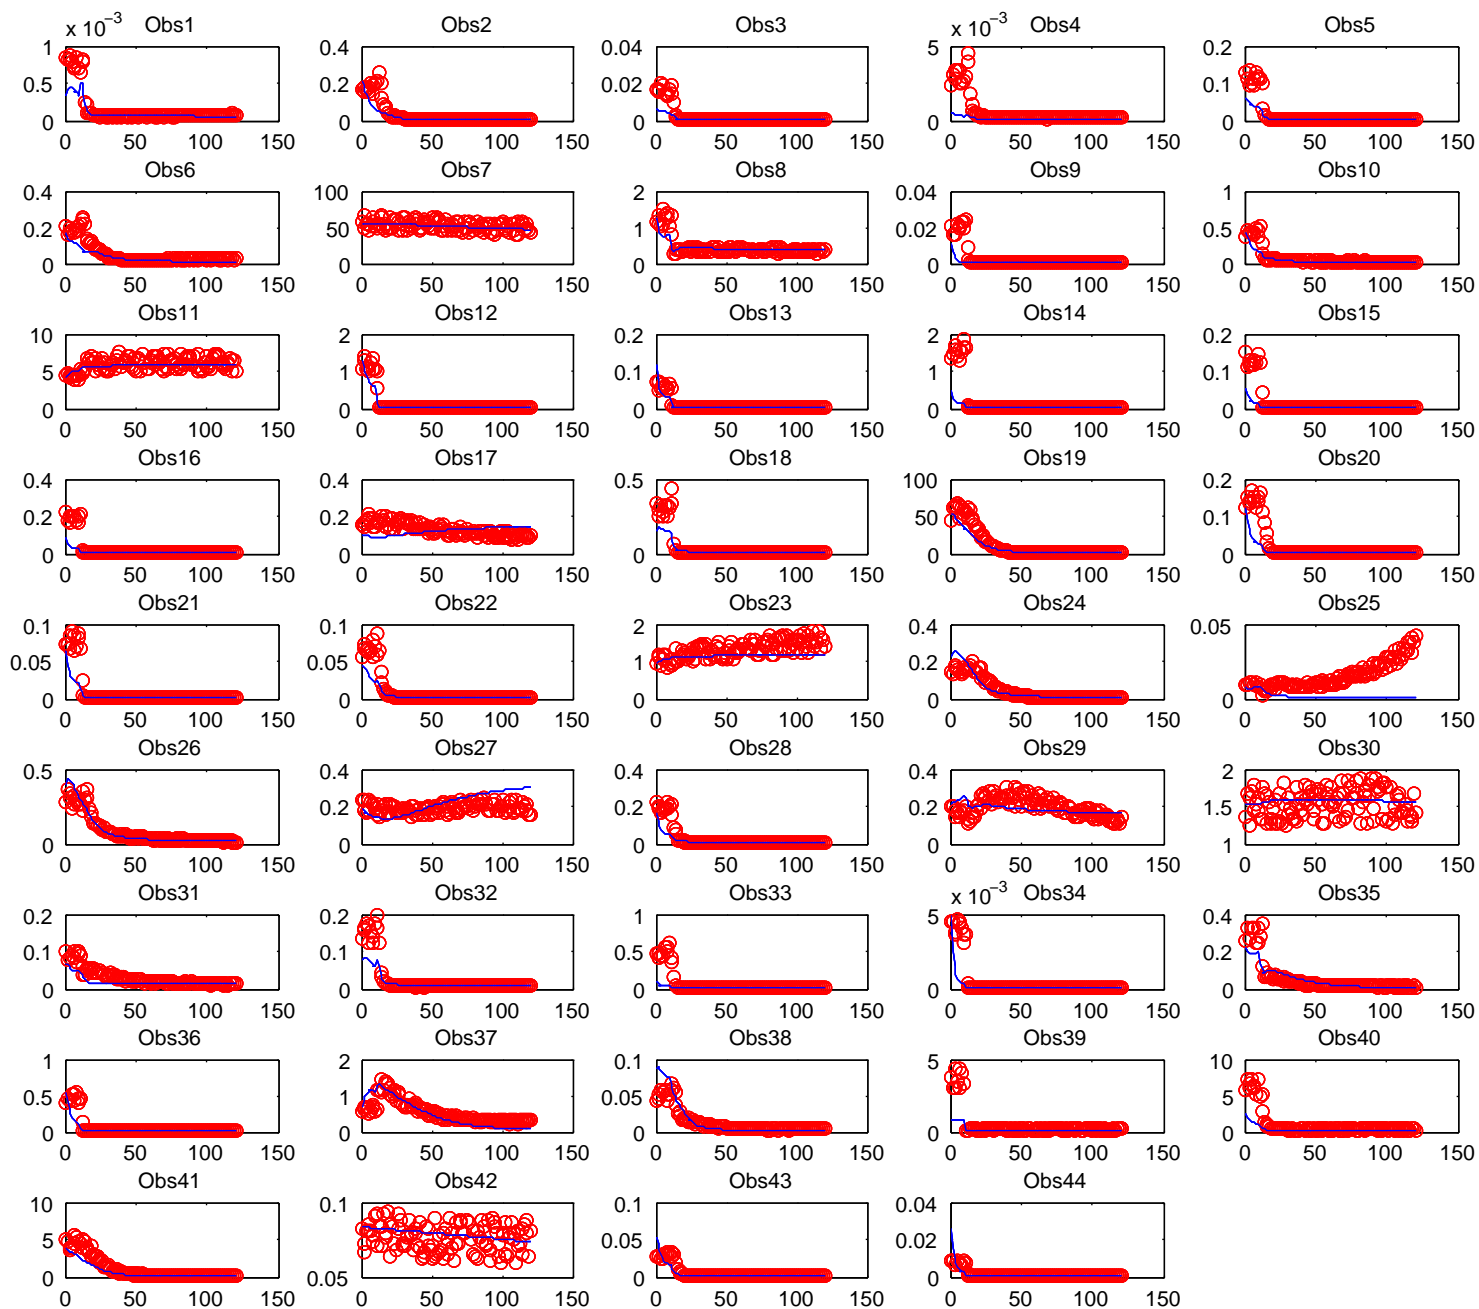 x 10⁻³ Obs1 Obs2 Obs3 x 10⁻³ Obs4 Obs5
1 0.4 0.04 5 0.2
0.5 0.2 0.02 0.1
0 0 0 0 0
0 50 100 150 0 50 100 150 0 50 100 150 0 50 100 150 0 50 100 150
Obs6 Obs7 Obs8 Obs9 Obs10
0.4 100 2 0.04 1
0.2 50 1 0.02 0.5
0 0 0 0 0
0 50 100 150 0 50 100 150 0 50 100 150 0 50 100 150 0 50 100 150
Obs11 Obs12 Obs13 Obs14 Obs15
10 2 0.2 2 0.2
5 1 0.1 1 0.1
0 0 0 0 0
0 50 100 150 0 50 100 150 0 50 100 150 0 50 100 150 0 50 100 150
Obs16 Obs17 Obs18 Obs19 Obs20
0.4 0.4 0.5 100 0.2
0.2 0.2 50 0.1
0 0 0 0 0
0 50 100 150 0 50 100 150 0 50 100 150 0 50 100 150 0 50 100 150
Obs21 Obs22 Obs23 Obs24 Obs25
0.1 0.1 2 0.4 0.05
0.05 0.05 1 0.2
0 0 0 0 0
0 50 100 150 0 50 100 150 0 50 100 150 0 50 100 150 0 50 100 150
Obs26 Obs27 Obs28 Obs29 Obs30
0.5 0.4 0.4 0.4 2
0.2 0.2 0.2 1.5
0 0 0 0 1
0 50 100 150 0 50 100 150 0 50 100 150 0 50 100 150 0 50 100 150
Obs31 Obs32 Obs33 x 10⁻³ Obs34 Obs35
0.2 0.2 1 5 0.4
0.1 0.1 0.5 0.2
0 0 0 0 0
0 50 100 150 0 50 100 150 0 50 100 150 0 50 100 150 0 50 100 150
Obs36 Obs37 Obs38 Obs39 Obs40
1 2 0.1 5 10
0.5 1 0.05 5
0 0 0 0 0
0 50 100 150 0 50 100 150 0 50 100 150 0 50 100 150 0 50 100 150
Obs41 Obs42 Obs43 Obs44
10 0.1 0.1 0.04
5 0.05 0.02
0 0.05 0 0
0 50 100 150 0 50 100 150 0 50 100 150 0 50 100 150